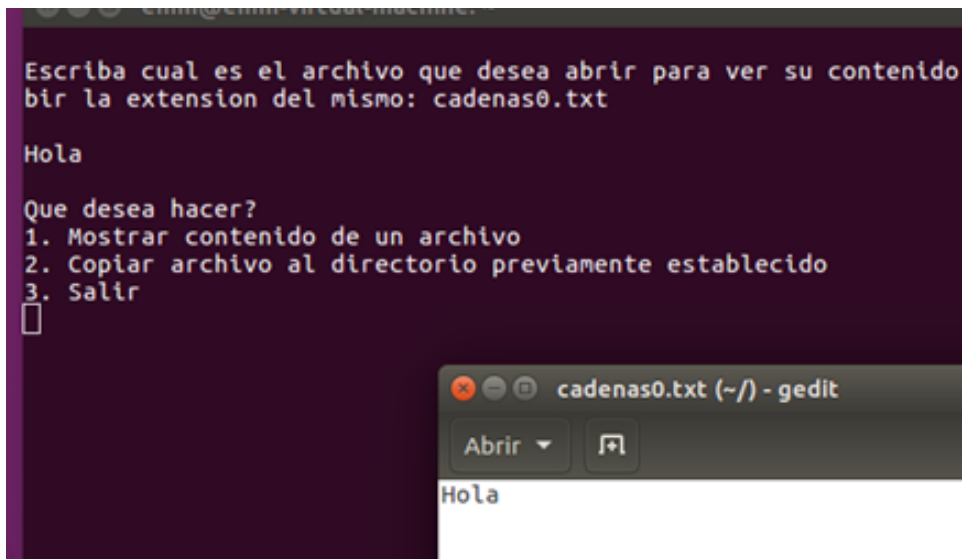 Escriba cual es el archivo que desea abrir para ver su contenido
bir la extension del mismo: cadenas0.txt
Hola
Que desea hacer?
1. Mostrar contenido de un archivo
2. Copiar archivo al directorio previamente establecido
3. Salir
cadenas0.txt (~/) - gedit
Abrir
Hola